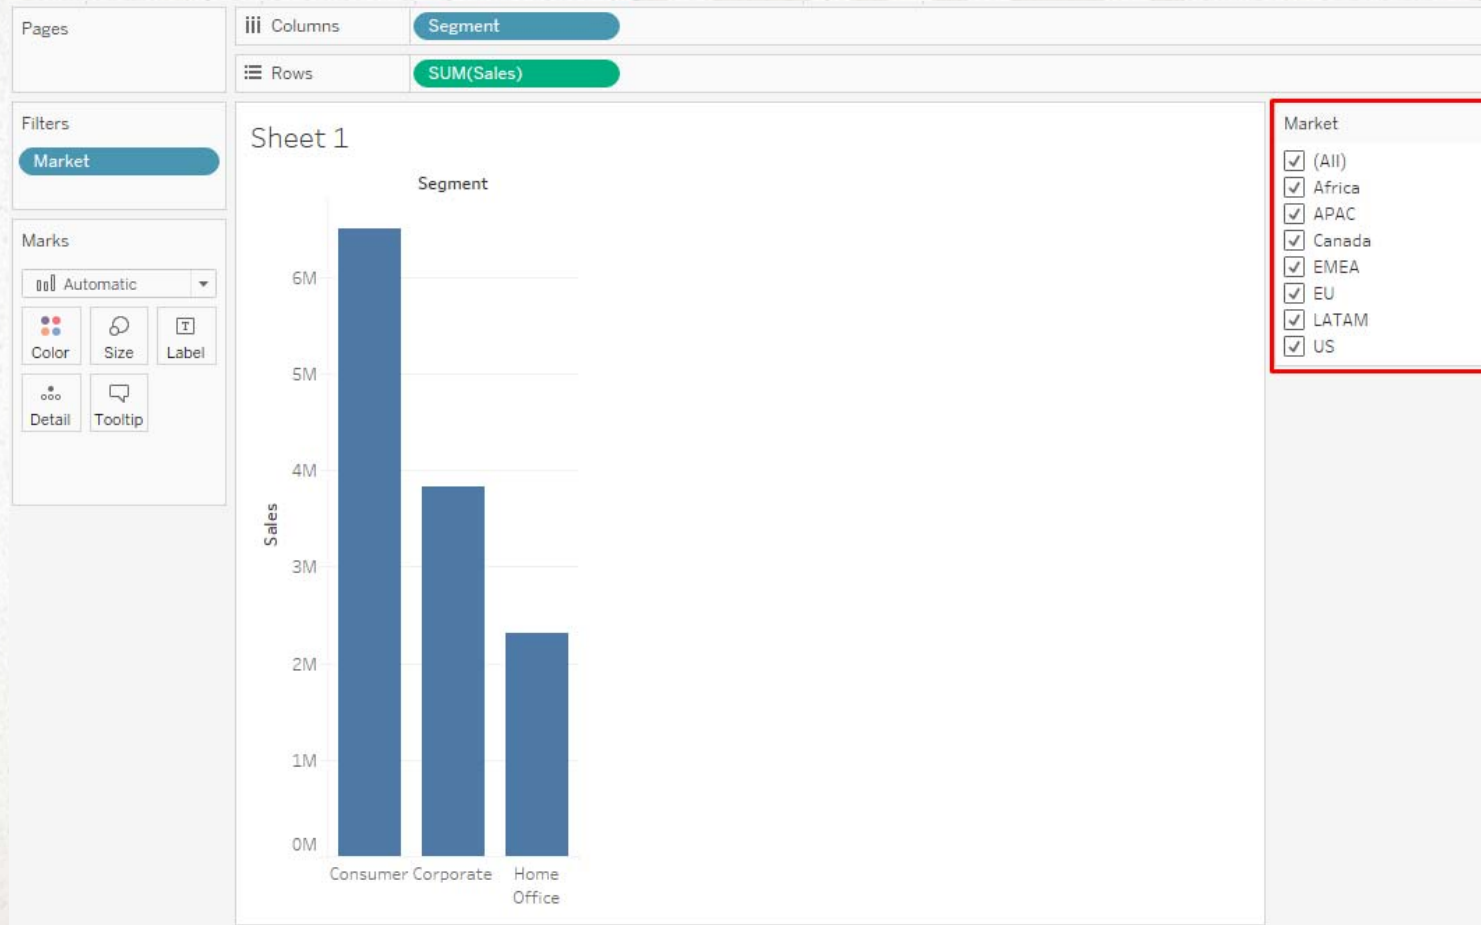 Pages
Columns
Segment
Rows
SUM(Sales)
Filters
Market
Marks
Automatic
Color
Size
T
Label
Detail
Tooltip
Sheet 1
Segment
6M
5M
4M
3M
2M
1M
0M
Sales
Consumer Corporate Home
Office
Market
(All)
Africa
APAC
Canada
EMEA
EU
LATAM
US